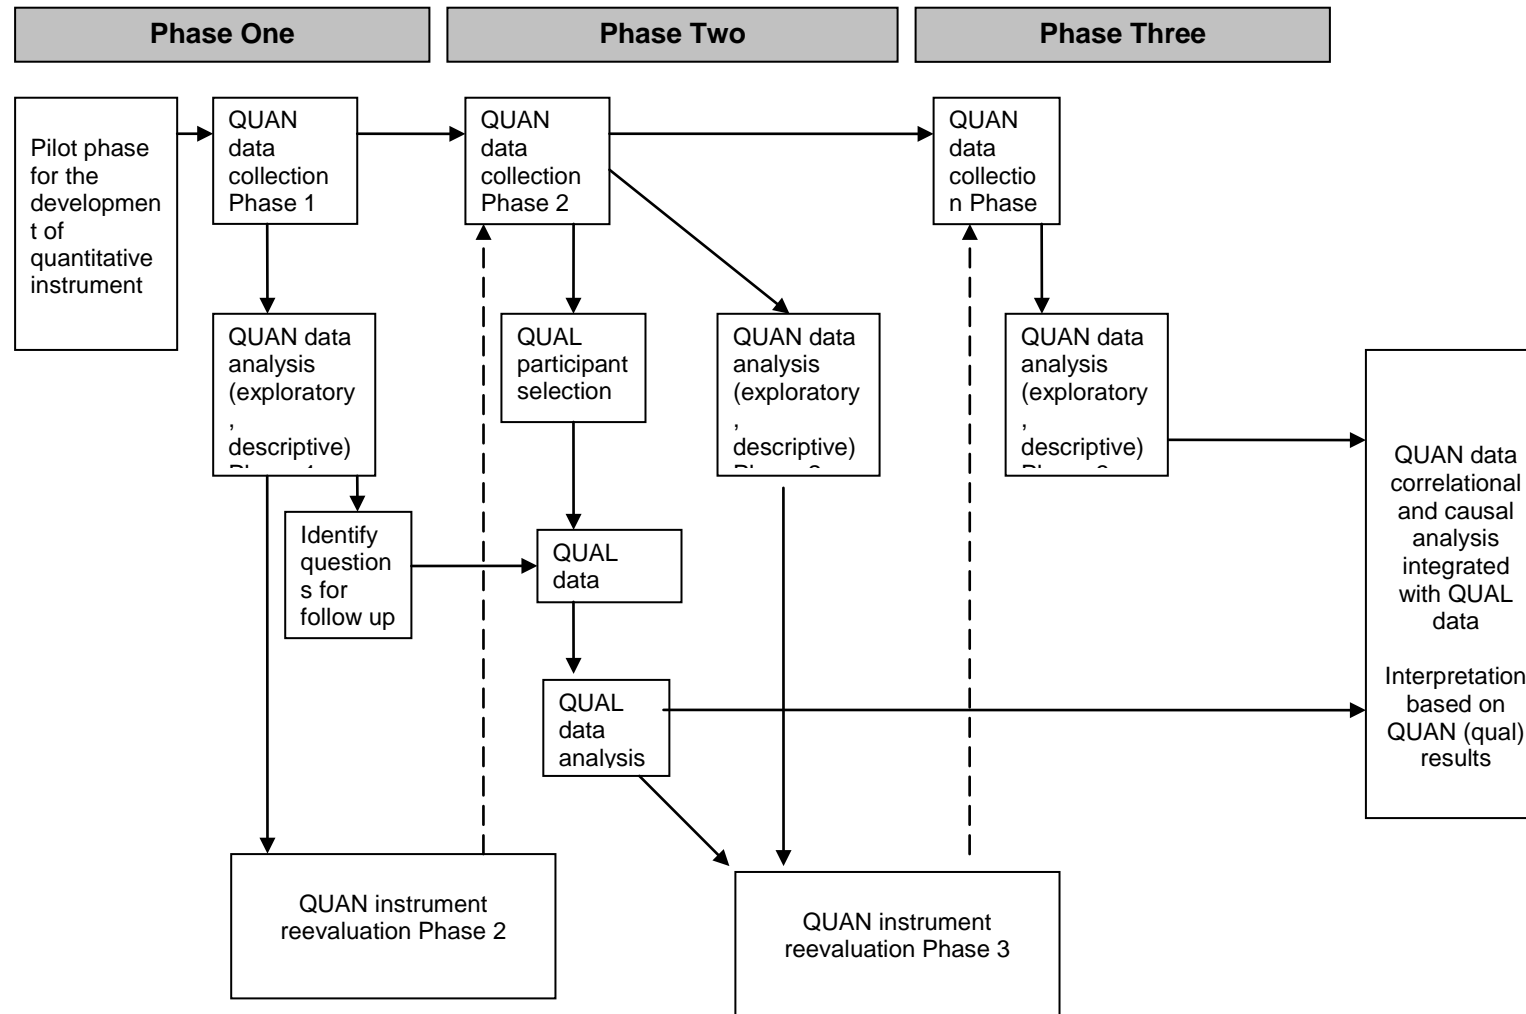 Phase One
Phase Two
Phase Three
Pilot phase
for the
developmen
t of
quantitative
instrument
QUAN
data
collection
Phase 1
QUAN
data
collection
Phase 2
QUAN
data
collectio
n Phase
QUAN data
analysis
(exploratory
,
descriptive)
QUAL
participant
selection
QUAN data
analysis
(exploratory
,
descriptive)
QUAN data
analysis
(exploratory
,
descriptive)
Identify
question
s for
follow up
QUAL
data
QUAL
data
analysis
QUAN data
correlational
and causal
analysis
integrated
with QUAL
data
Interpretation
based on
QUAN (qual)
results
QUAN instrument
reevaluation Phase 2
QUAN instrument
reevaluation Phase 3